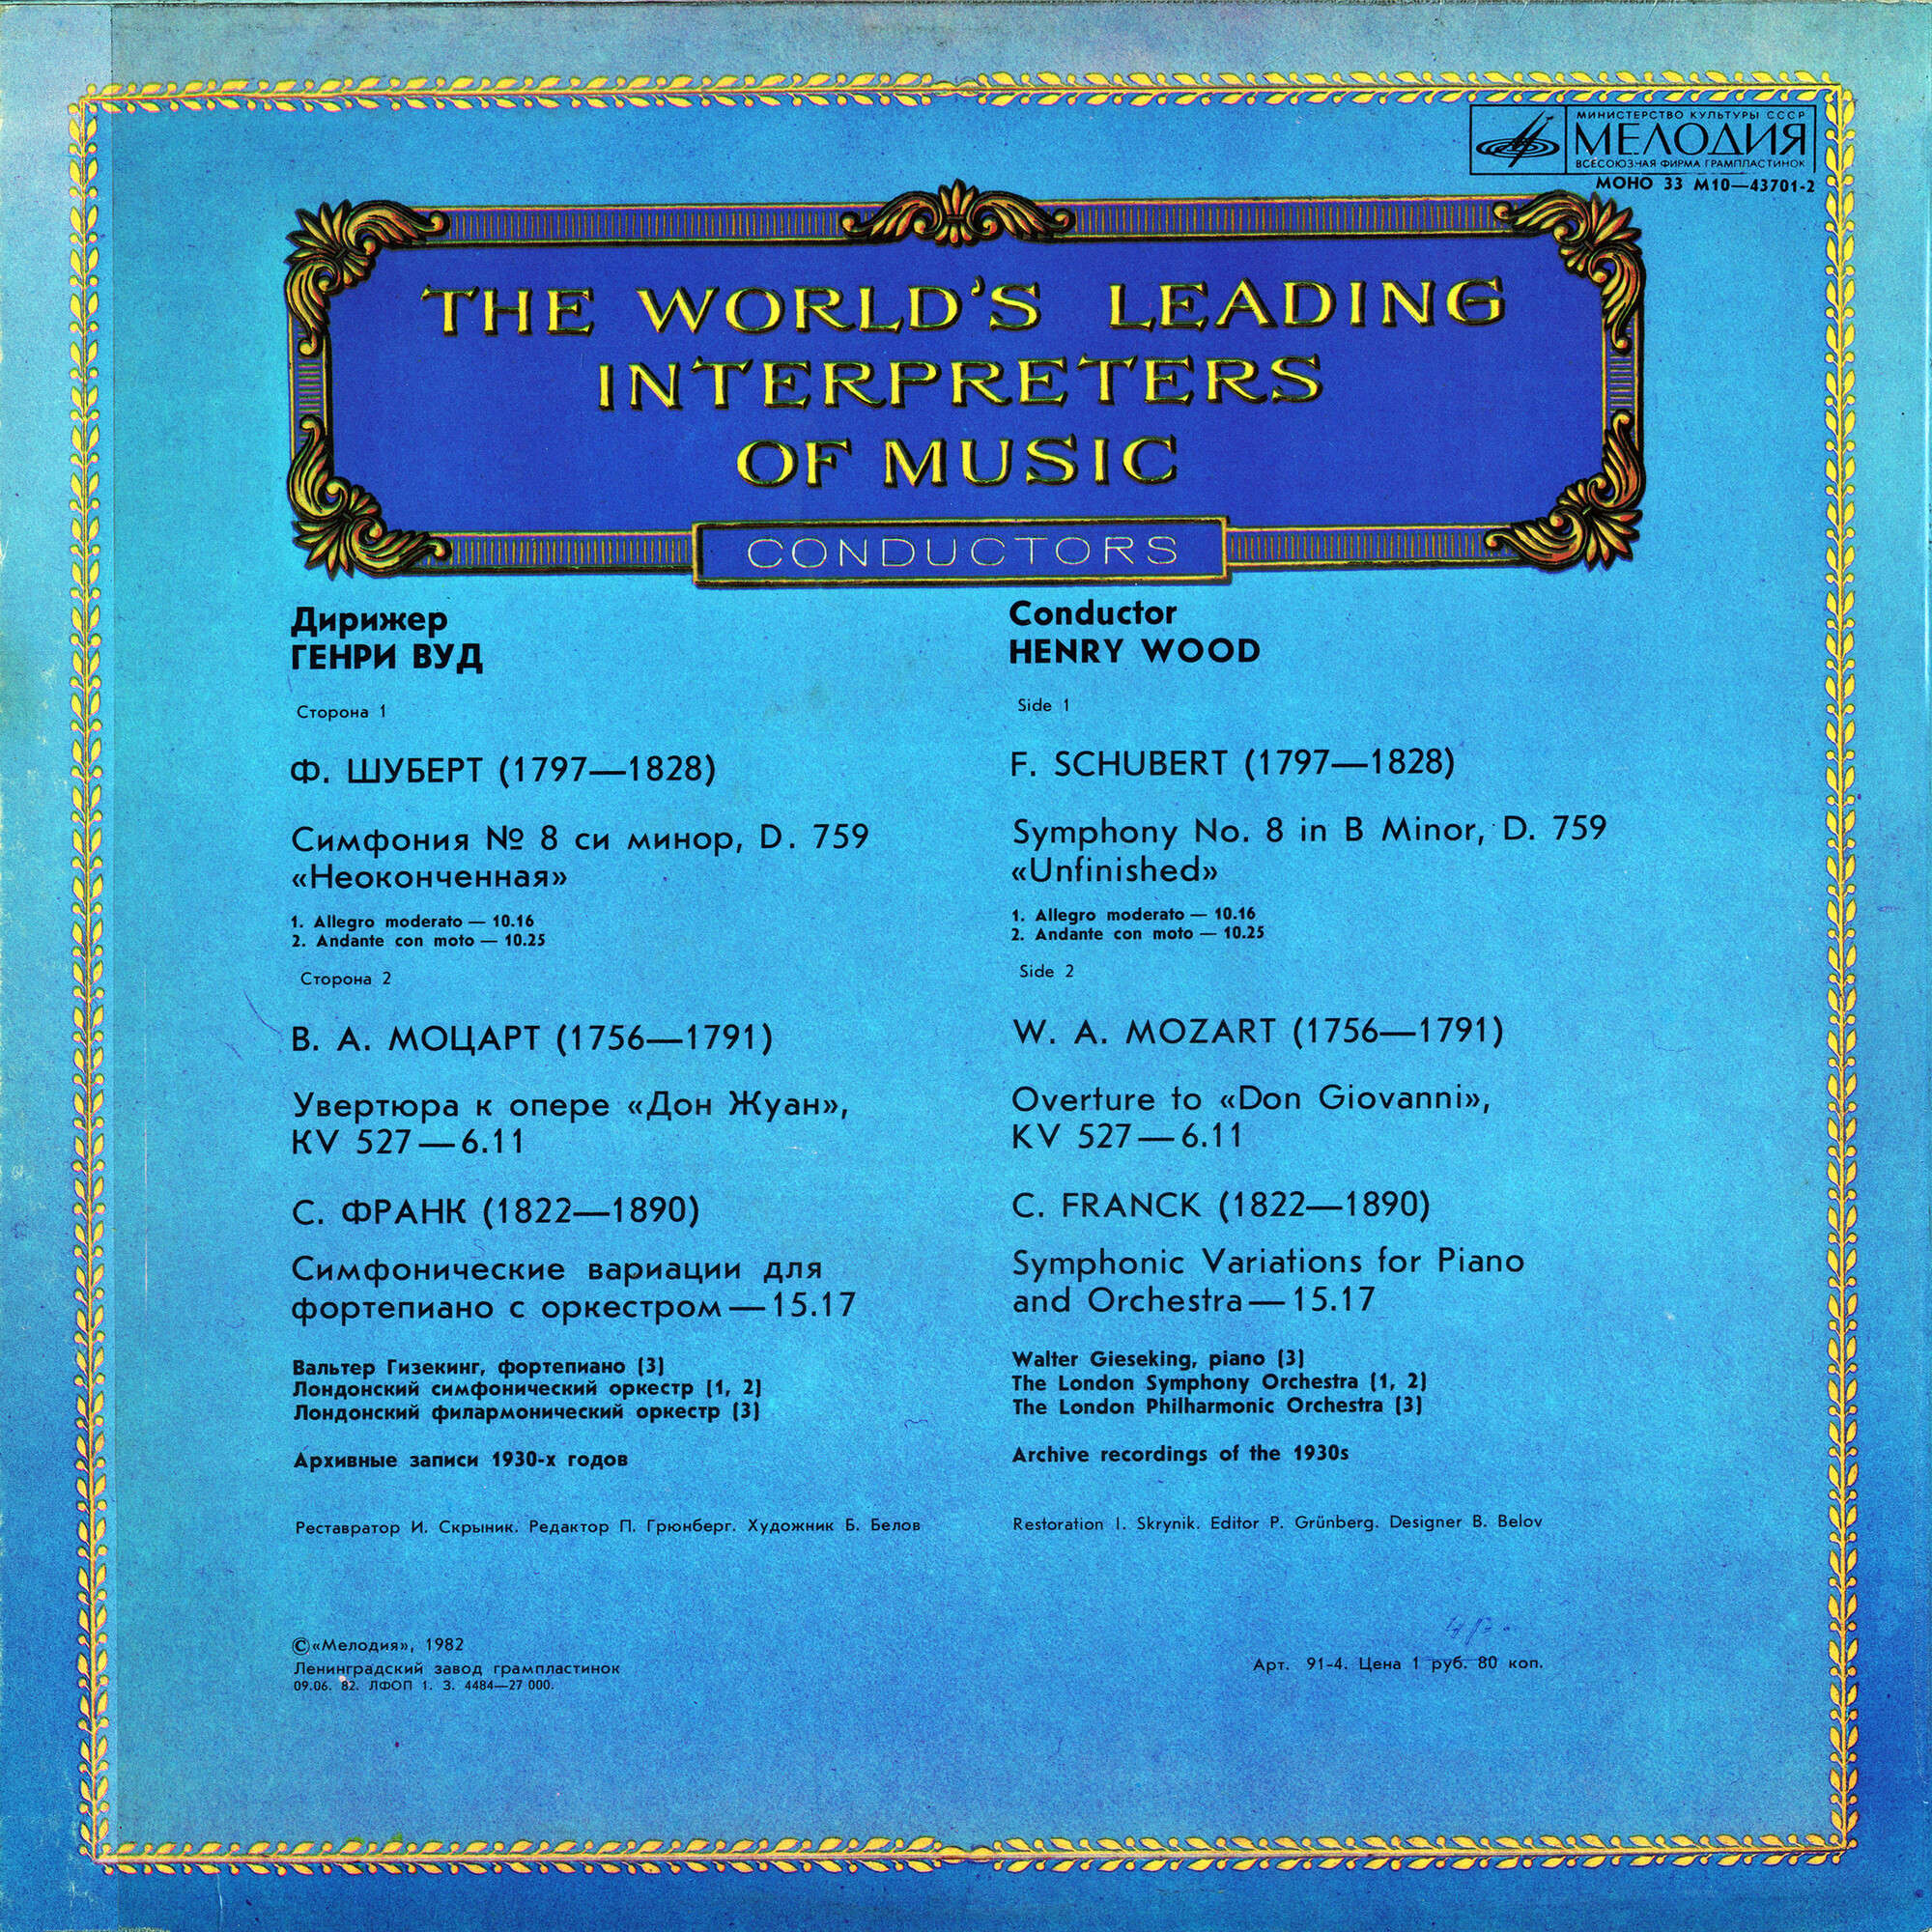 МИНИСТЕРСТВО КУЛЬТУРЫ СССР
МЕЛОДИЯ
ВСЕСОЮЗНАЯ ФИРМА ГРАМПЛАСТИНОК
МОНО 33 М10—43701-2
THE WORLD'S LEADING
INTERPRETERS
OF MUSIC
CONDUCTORS
Дирижер
ГЕНРИ ВУД
Сторона 1
Ф. ШУБЕРТ (1797—1828)
Симфония № 8 си минор, D. 759
«Неоконченная»
1. Allegro moderato — 10.16
2. Andante con moto — 10.25
Сторона 2
В. А. МОЦАРТ (1756—1791)
Увертюра к опере «Дон Жуан»,
KV 527 — 6.11
С. ФРАНК (1822—1890)
Симфонические вариации для
фортепиано с оркестром — 15.17
Вальтер Гизекинг, фортепиано (3)
Лондонский симфонический оркестр (1, 2)
Лондонский филармонический оркестр (3)
Архивные записи 1930-х годов
Реставратор И. Скрыник. Редактор П. Грюнберг. Художник Б. Белов
Conductor
HENRY WOOD
Side 1
F. SCHUBERT (1797—1828)
Symphony No. 8 in B Minor, D. 759
«Unfinished»
1. Allegro moderato — 10.16
2. Andante con moto — 10.25
Side 2
W. A. MOZART (1756—1791)
Overture to «Don Giovanni»,
KV 527 — 6.11
C. FRANCK (1822—1890)
Symphonic Variations for Piano
and Orchestra — 15.17
Walter Gieseking, piano (3)
The London Symphony Orchestra (1, 2)
The London Philharmonic Orchestra (3)
Archive recordings of the 1930s
Restoration I. Skrynik. Editor P. Grünberg. Designer B. Belov
©«Мелодия», 1982
Ленинградский завод грампластинок
09.06. 82. ЛФОП 1. З. 4484—27 000.
Арт. 91-4. Цена 1 руб. 80 коп.